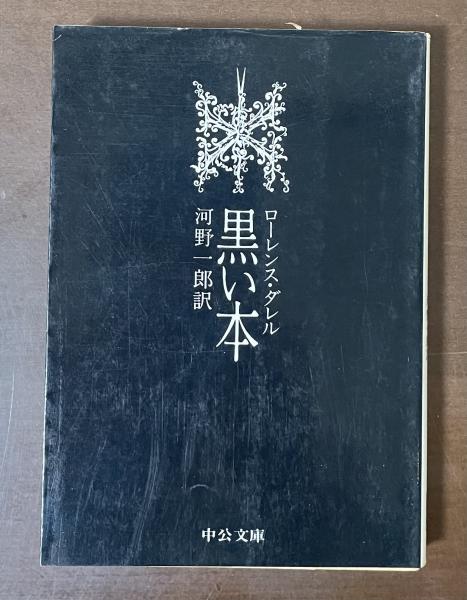 ローレンス・ダレル
黒い本
河野一郎訳
中公文庫